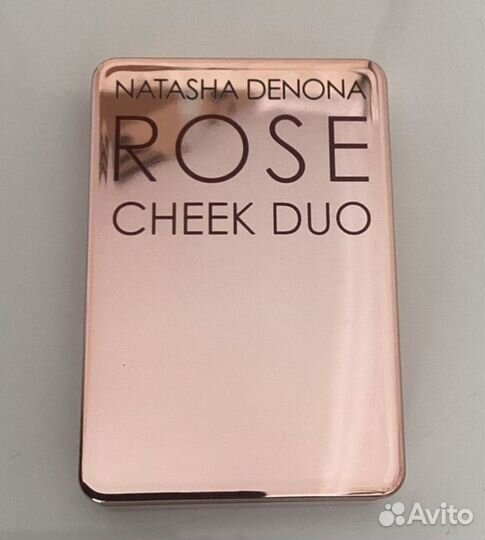 NATASHA DENONA
ROSE
CHEEK DUO
Avito